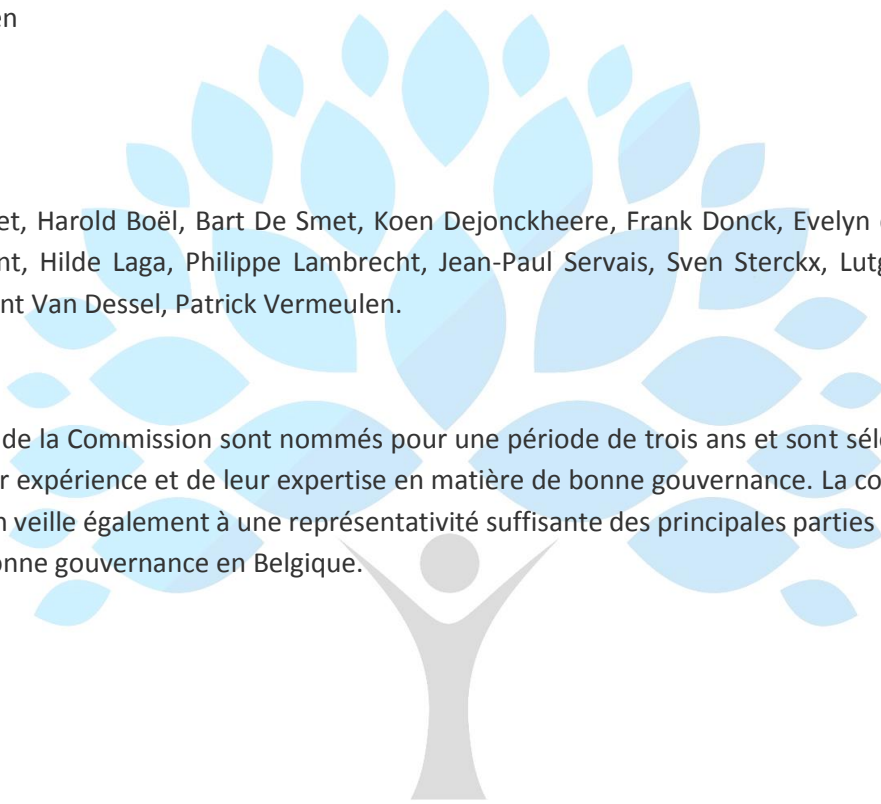 en
et, Harold Boël, Bart De Smet, Koen Dejonckheere, Frank Donck, Evelyn
nt, Hilde Laga, Philippe Lambrecht, Jean-Paul Servais, Sven Sterckx, Lutg
nt Van Dessel, Patrick Vermeulen.
de la Commission sont nommés pour une période de trois ans et sont sél
r expérience et de leur expertise en matière de bonne gouvernance. La co
n veille également à une représentativité suffisante des principales parties
onne gouvernance en Belgique.